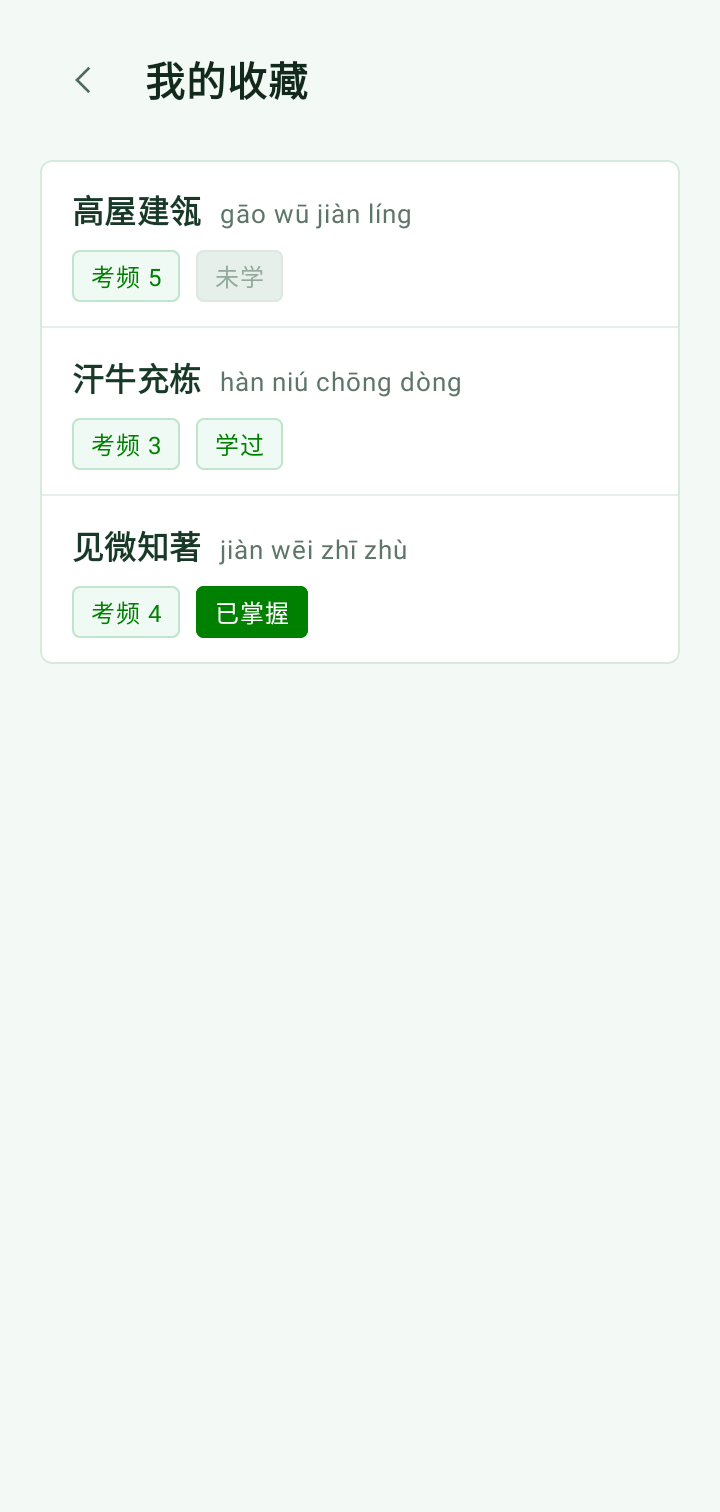 我的收藏
高屋建瓴 gāo wū jiàn líng
考频 5 未学
汗牛充栋 hàn niú chōng dòng
考频 3 学过
见微知著 jiàn wēi zhī zhù
考频 4 已掌握